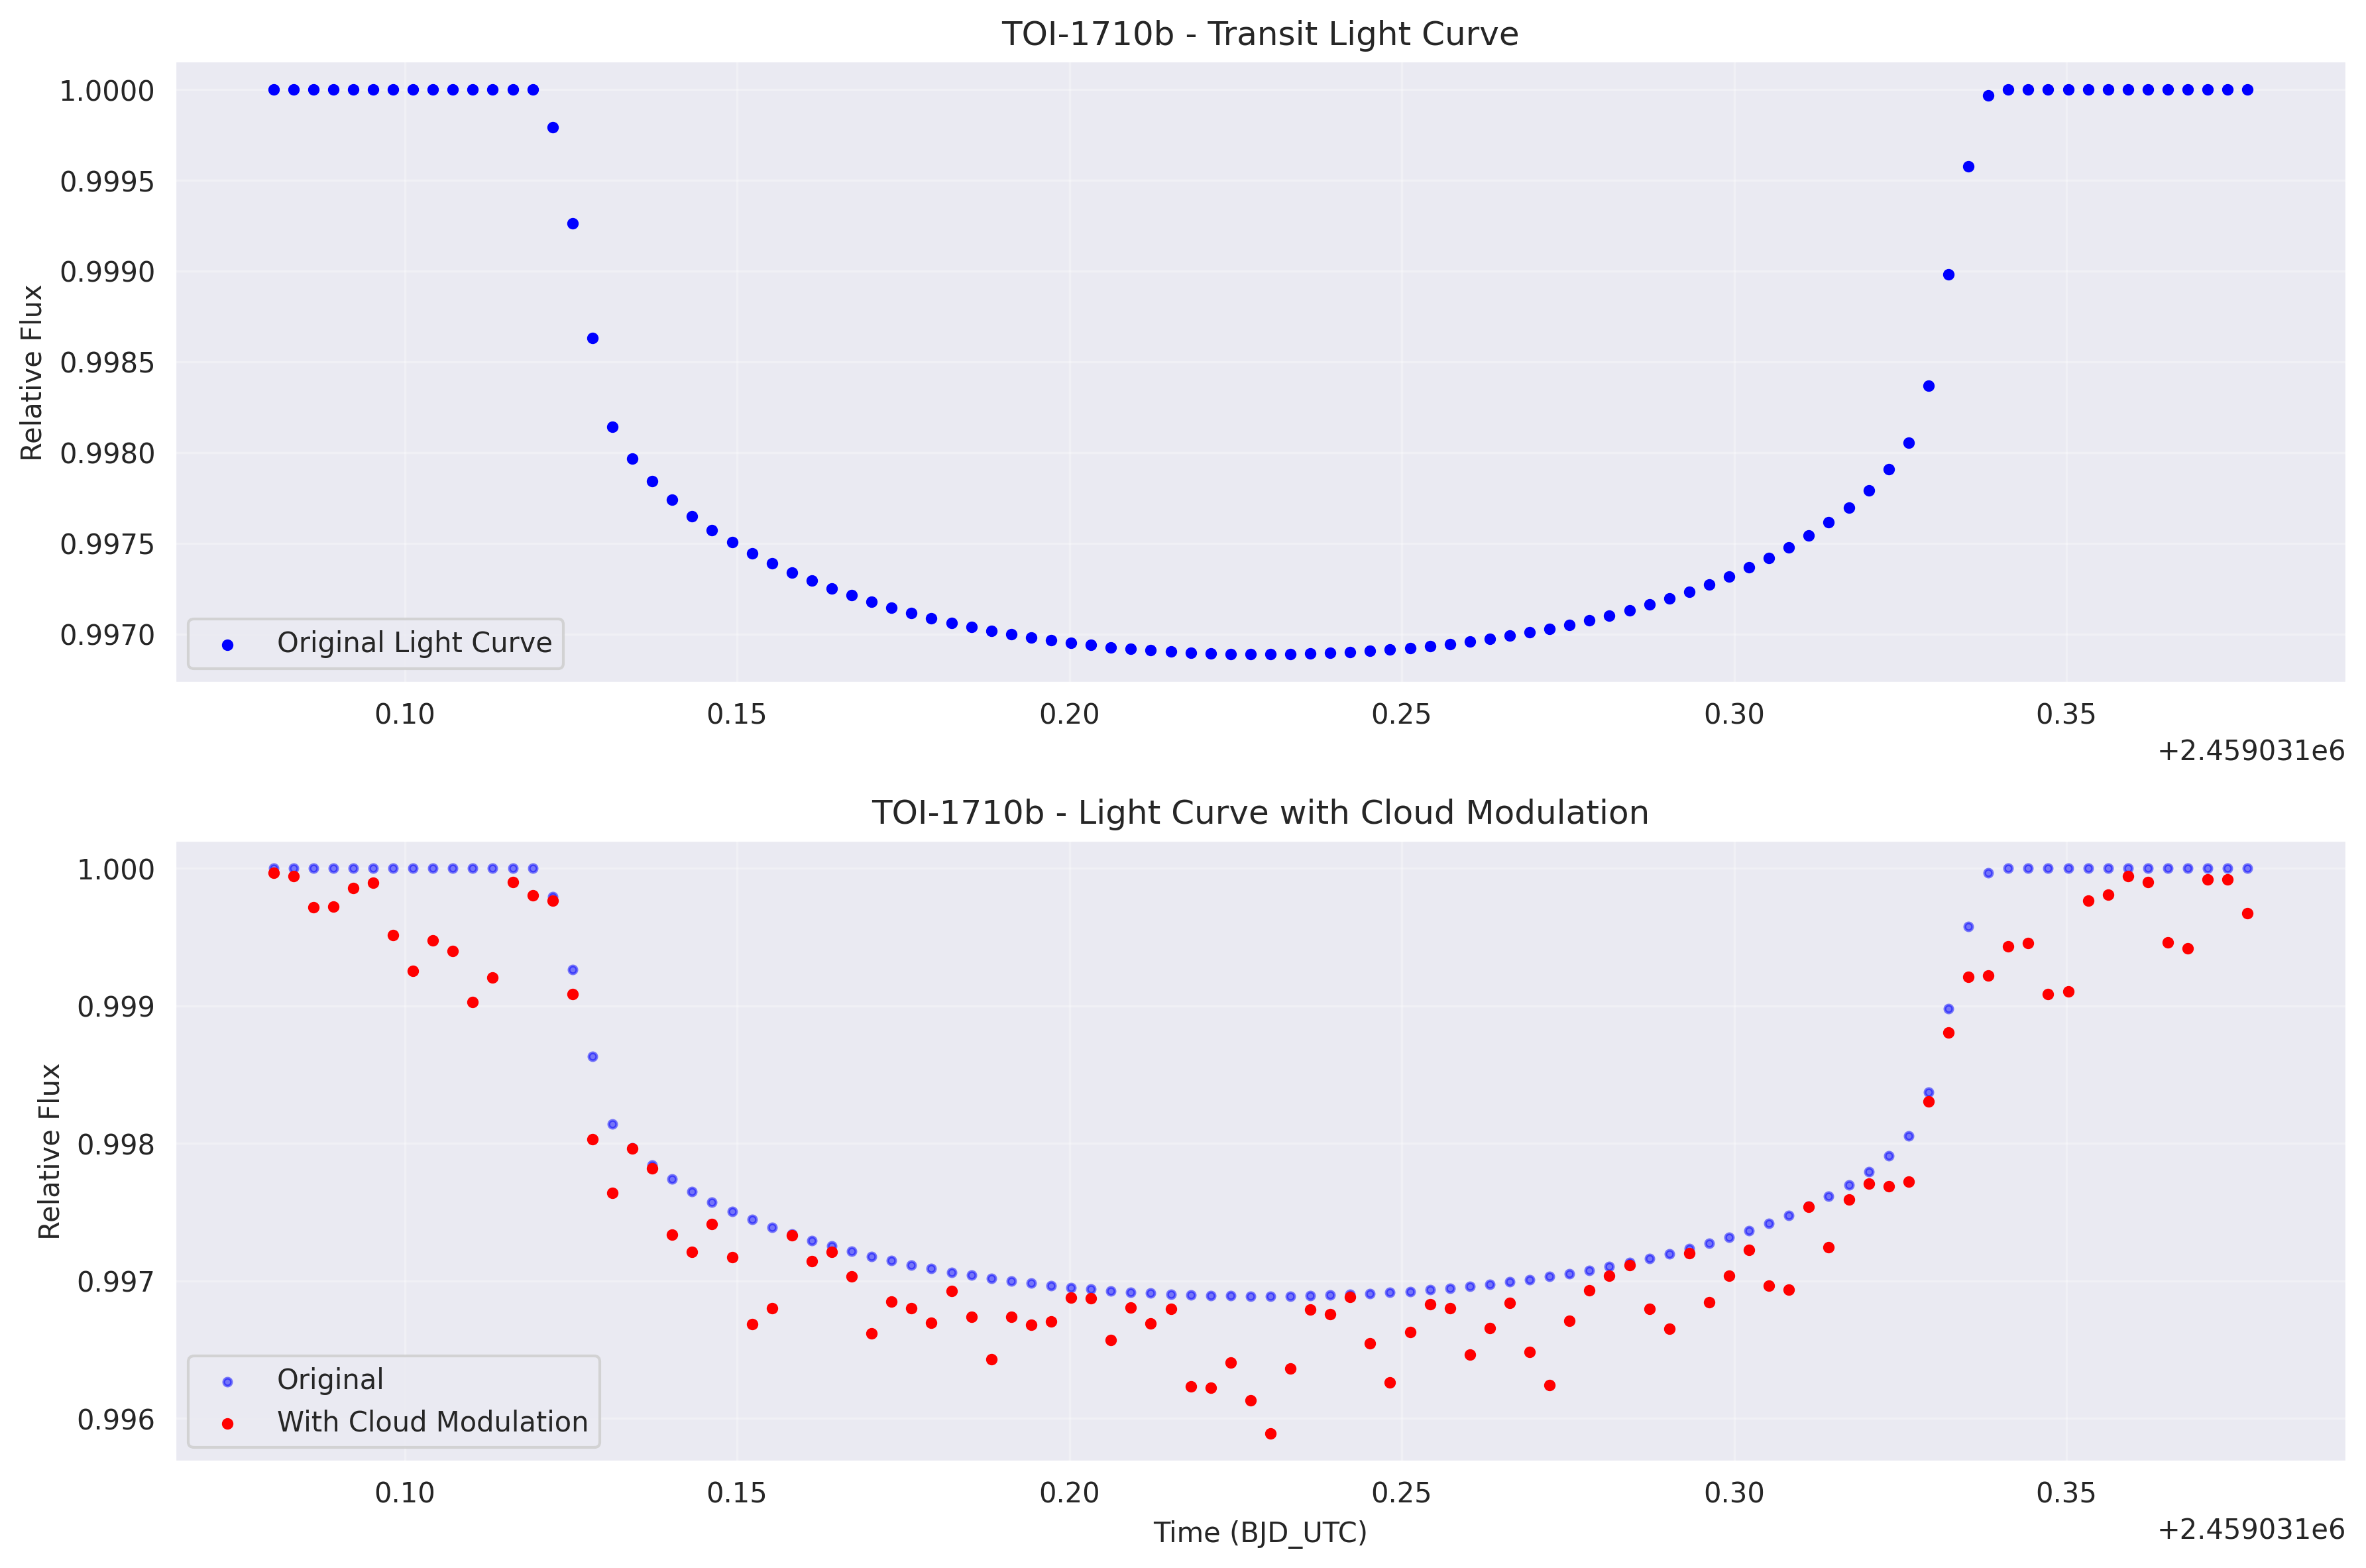 TOI-1710b - Transit Light Curve
Relative Flux
1.0000
0.9995
0.9990
0.9985
0.9980
0.9975
0.9970
Original Light Curve
0.10 0.15 0.20 0.25 0.30 0.35
+2.459031e6
TOI-1710b - Light Curve with Cloud Modulation
Relative Flux
1.000
0.999
0.998
0.997
0.996
Original
With Cloud Modulation
0.10 0.15 0.20 0.25 0.30 0.35
Time (BJD_UTC)
+2.459031e6